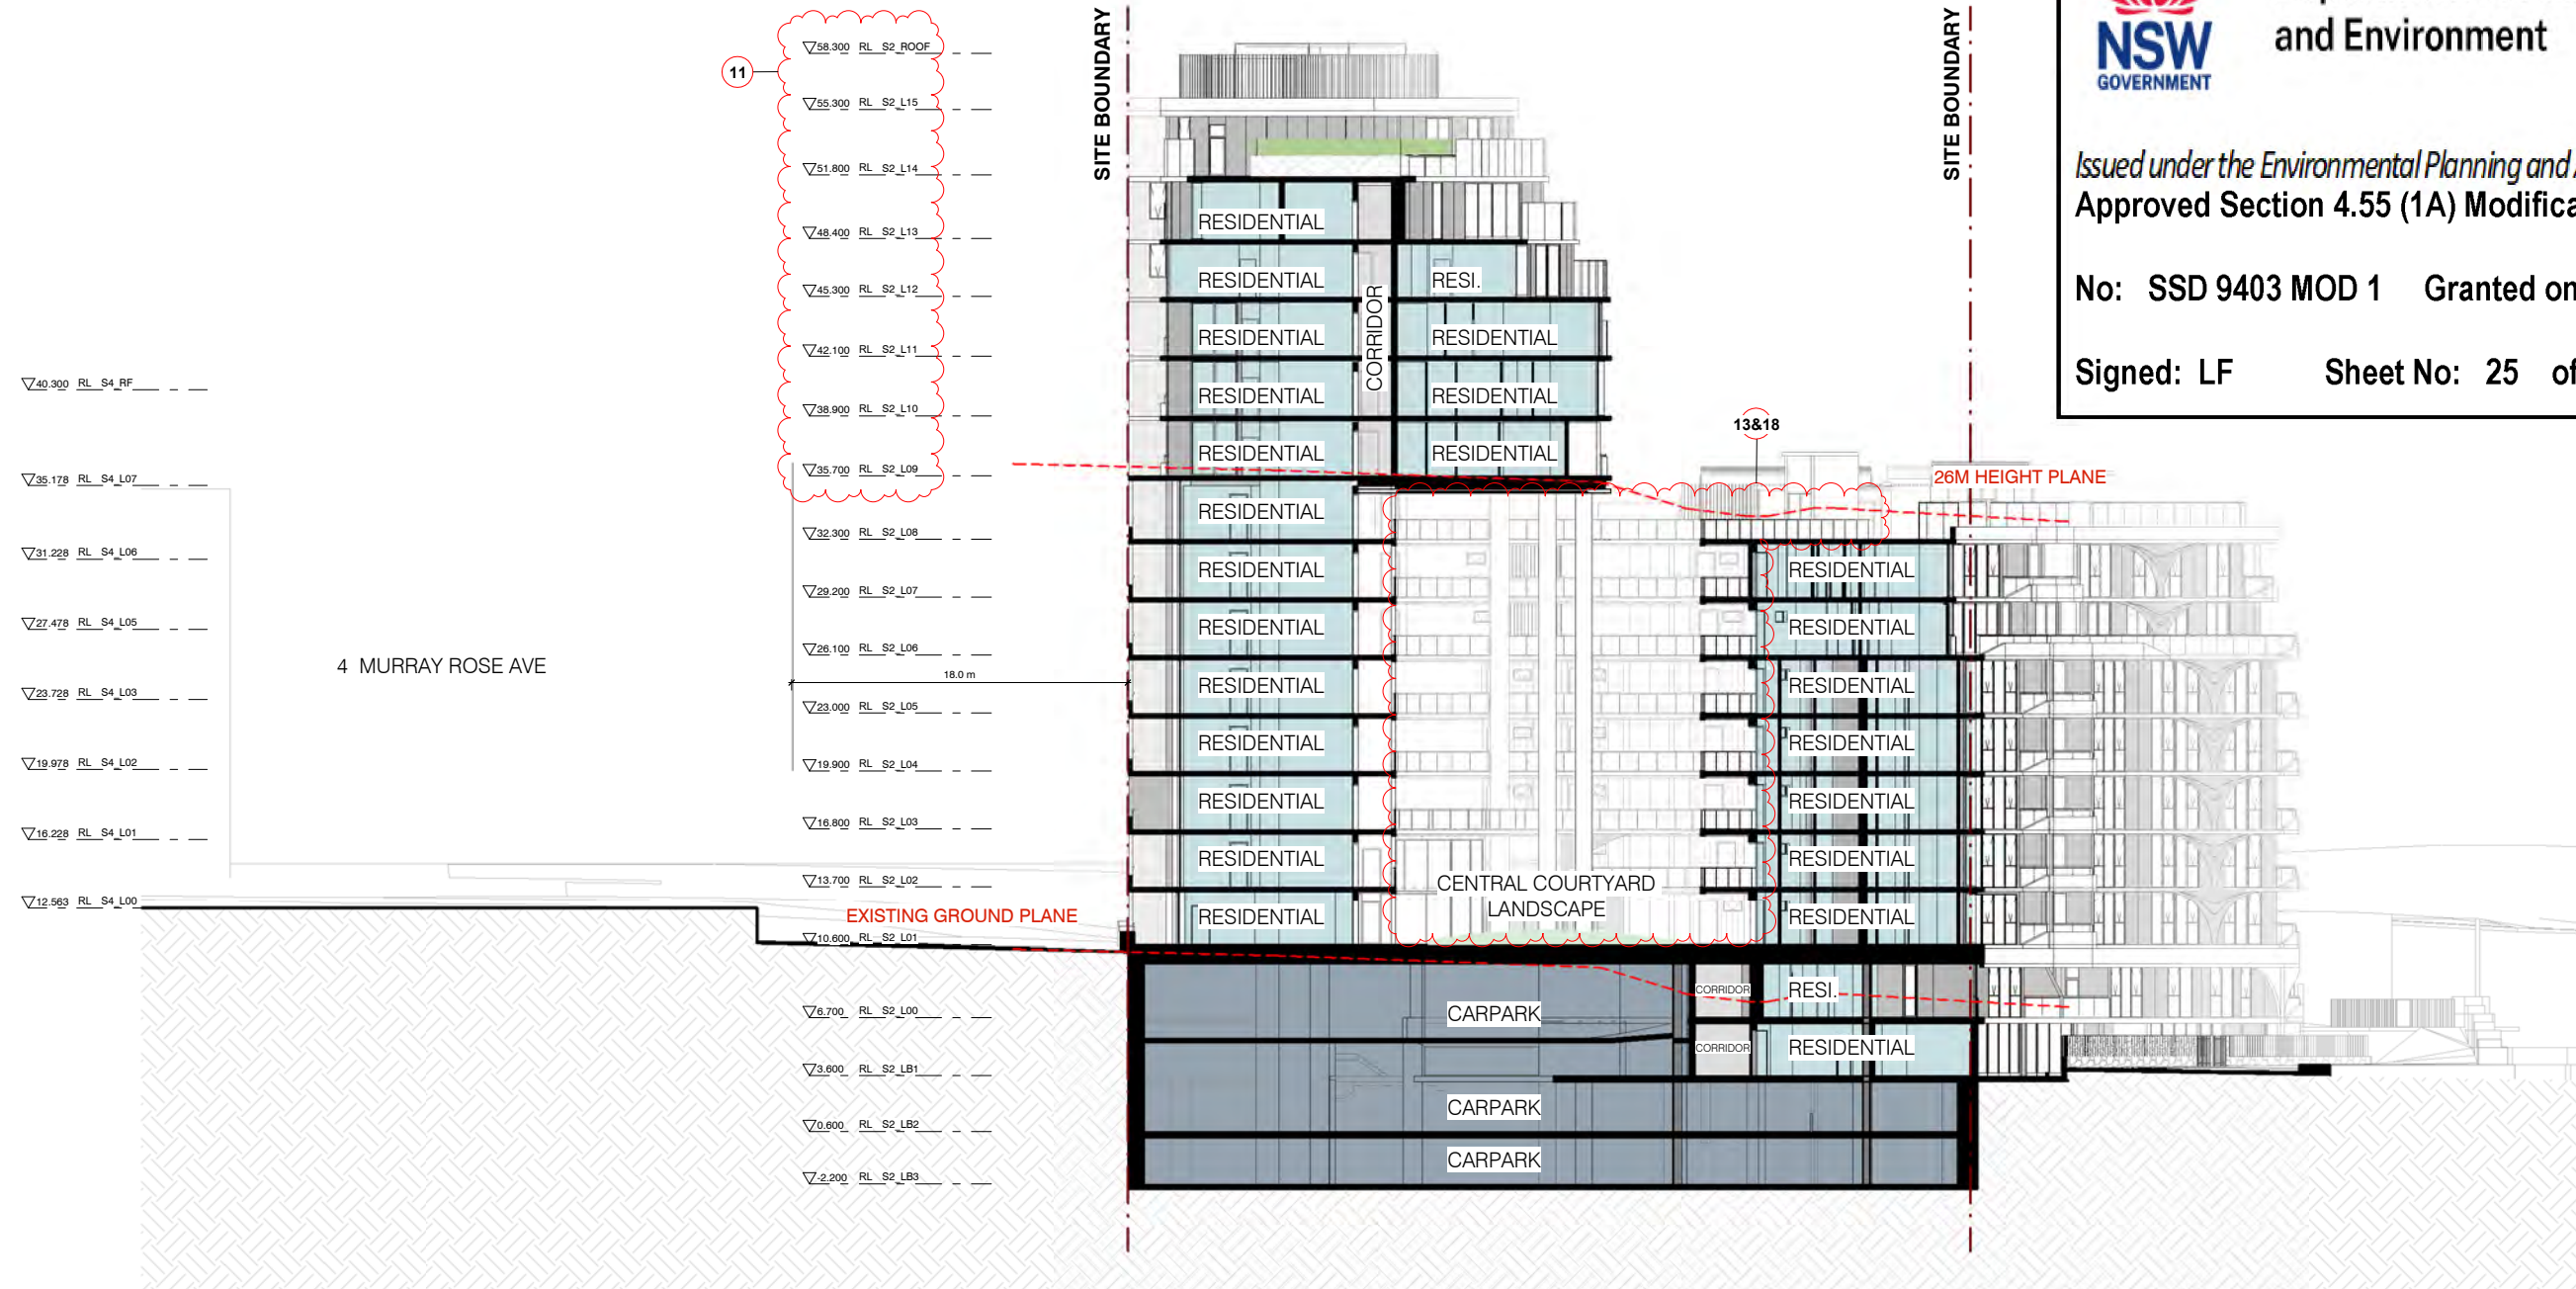 58.300 RL S2_ROOF
55.300 RL S2_L15
51.800 RL S2_L14
48.400 RL S2_L13
45.300 RL S2_L12
42.100 RL S2_L11
38.900 RL S2_L10
35.700 RL S2_L09
32.300 RL S2_L08
29.200 RL S2_L07
26.100 RL S2_L06
23.000 RL S2_L05
19.900 RL S2_L04
16.800 RL S2_L03
13.700 RL S2_L02
10.600 RL S2_L01
6.700 RL S2_L00
3.600 RL S2_LB1
0.600 RL S2_LB2
-2.200 RL S2_LB3
11
40.300 RL S4_RF
35.178 RL S4_L07
31.228 RL S4_L06
27.478 RL S4_L05
23.728 RL S4_L03
19.978 RL S4_L02
16.228 RL S4_L01
12.563 RL S4_L00
4 MURRAY ROSE AVE
18.0 m
EXISTING GROUND PLANE
SITE BOUNDARY
SITE BOUNDARY
RESIDENTIAL
RESIDENTIAL
RESI.
CORRIDOR
RESIDENTIAL
RESIDENTIAL
RESIDENTIAL
RESIDENTIAL
RESIDENTIAL
RESIDENTIAL
RESIDENTIAL
RESIDENTIAL
RESIDENTIAL
RESIDENTIAL
RESIDENTIAL
RESIDENTIAL
RESIDENTIAL
RESIDENTIAL
13&18
26M HEIGHT PLANE
CENTRAL COURTYARD
LANDSCAPE
RESIDENTIAL
RESIDENTIAL
RESIDENTIAL
RESIDENTIAL
RESIDENTIAL
RESIDENTIAL
RESIDENTIAL
CORRIDOR
RESI.
CORRIDOR
RESIDENTIAL
CARPARK
CARPARK
CARPARK
NSW
GOVERNMENT
and Environment
Issued under the Environmental Planning and
Approved Section 4.55 (1A) Modifica
No: SSD 9403 MOD 1 Granted on
Signed: LF Sheet No: 25 of